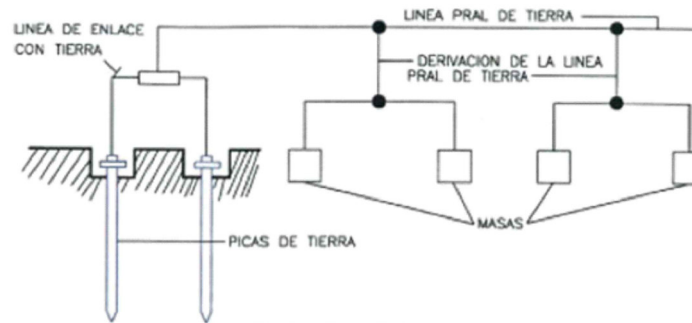 LINEA PRAL DE TIERRA
LINEA DE ENLACE
CON TIERRA
DERIVACION DE LA LINEA
PRAL DE TIERRA
MASAS
PICAS DE TIERRA